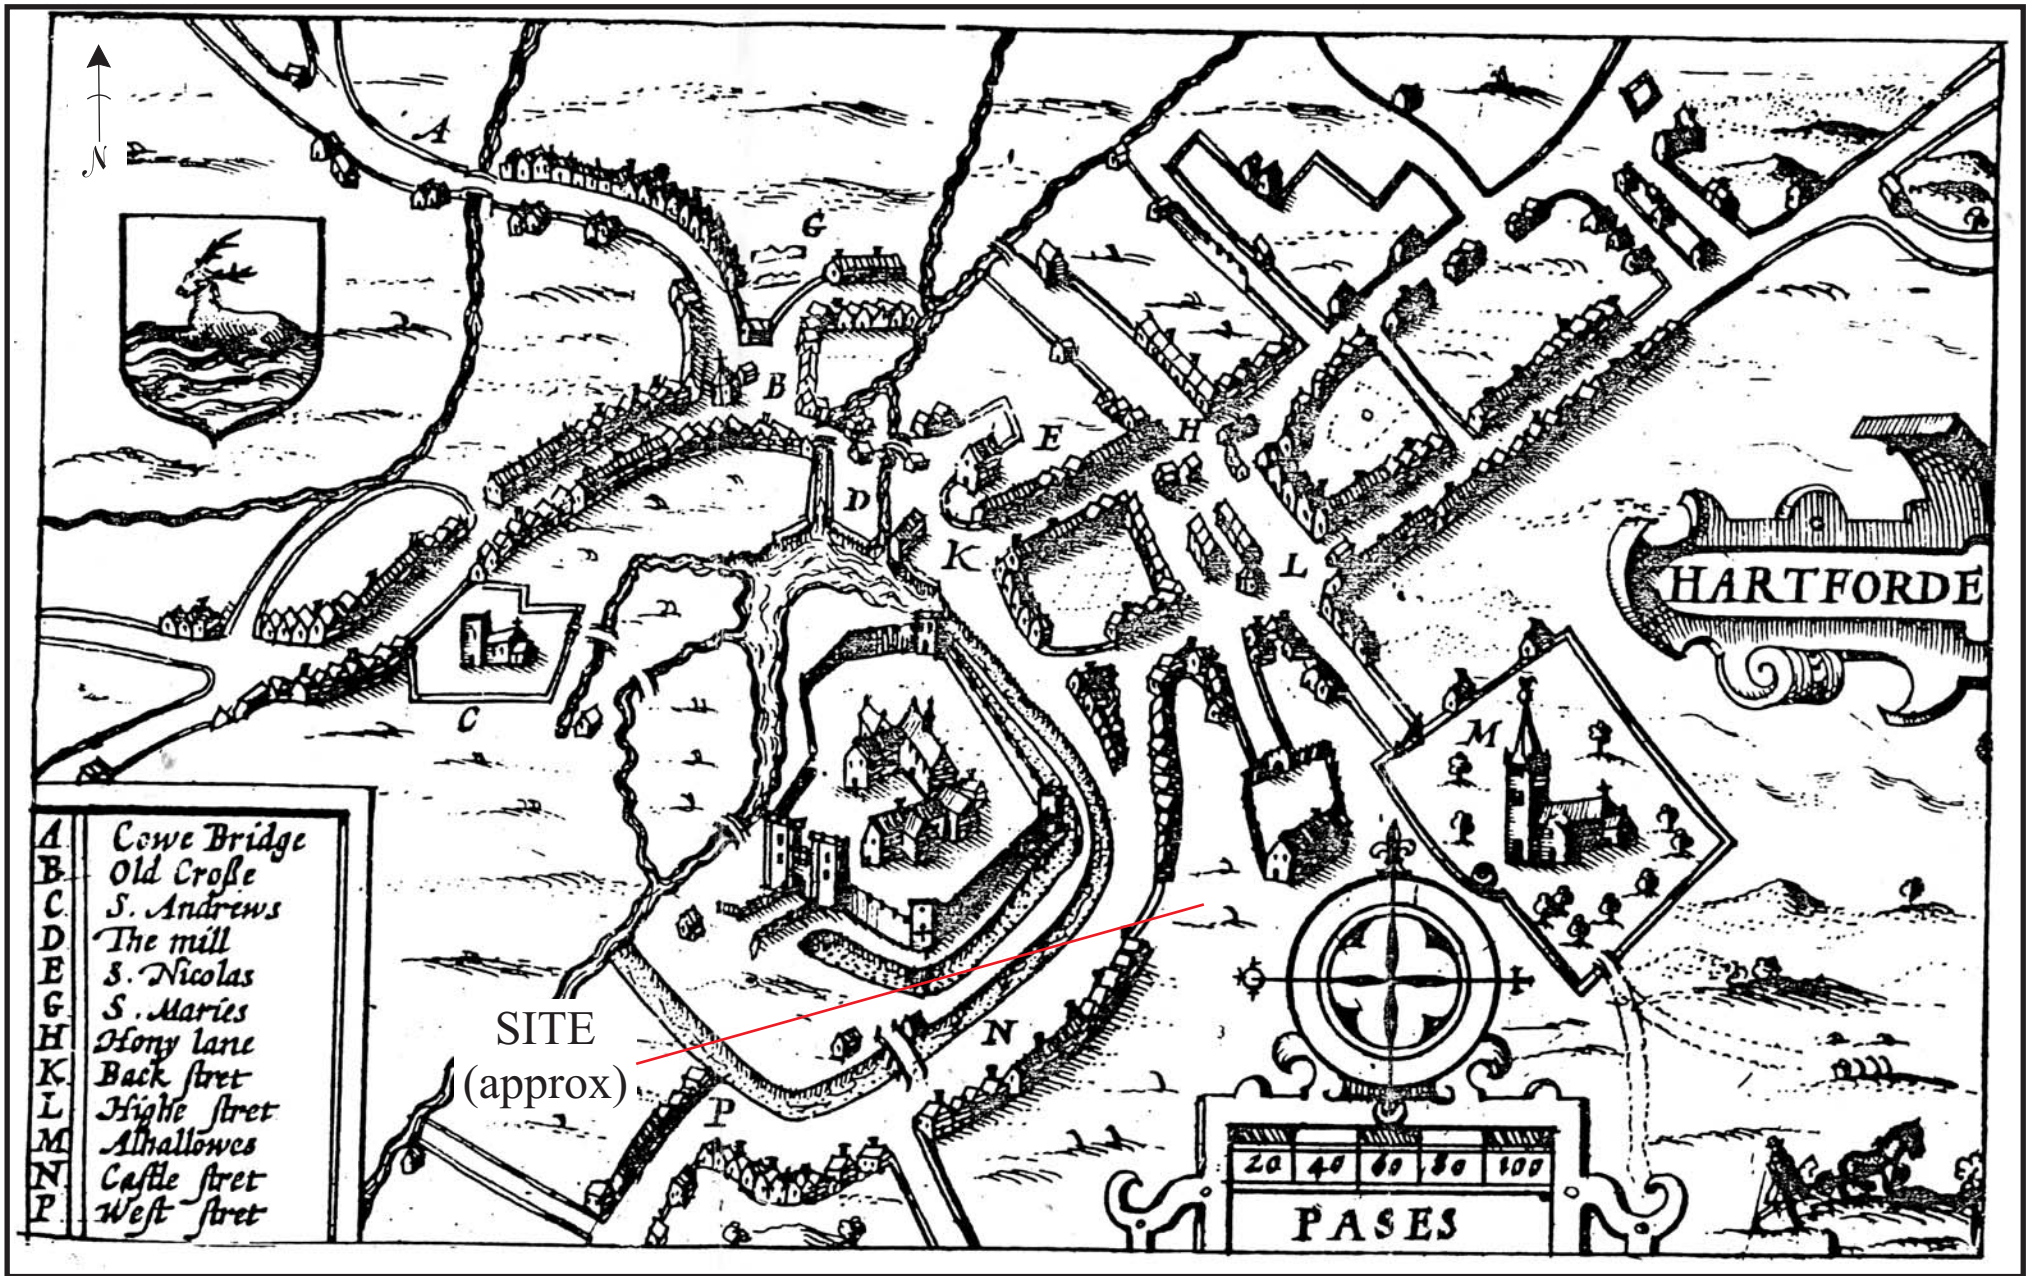 N
A
G
B
E
H
D
K
L
HARTFORDE
C
M
A Cowe Bridge
B Old Croße
C S. Andrews
D The mill
E S. Nicolas
G S. Maries
H Hony lane
K Back ſtret
L Highe ſtret
M Alhallowes
N Caſtle ſtret
P Weſt ſtret
SITE
(approx)
N
P
20 40 60 80 100
PASES